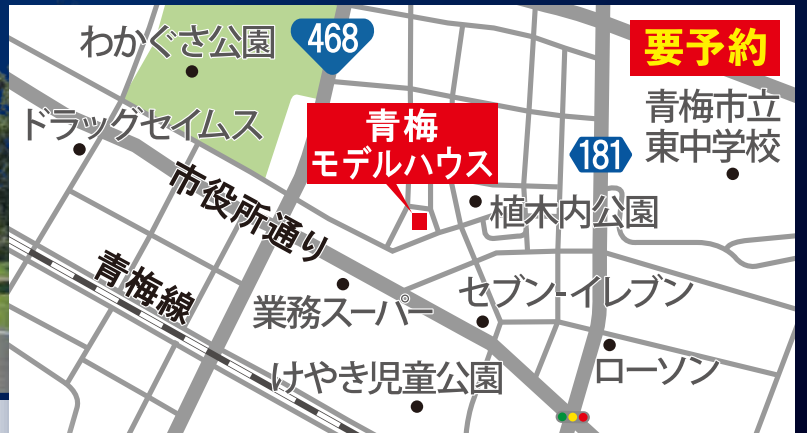 わかぐさ公園
468
要予約
ドラッグセイムス
青梅
モデルハウス
181
青梅市立
東中学校
市役所通り
植木内公園
青梅線
業務スーパー
セブン-イレブン
けやき児童公園
ローソン